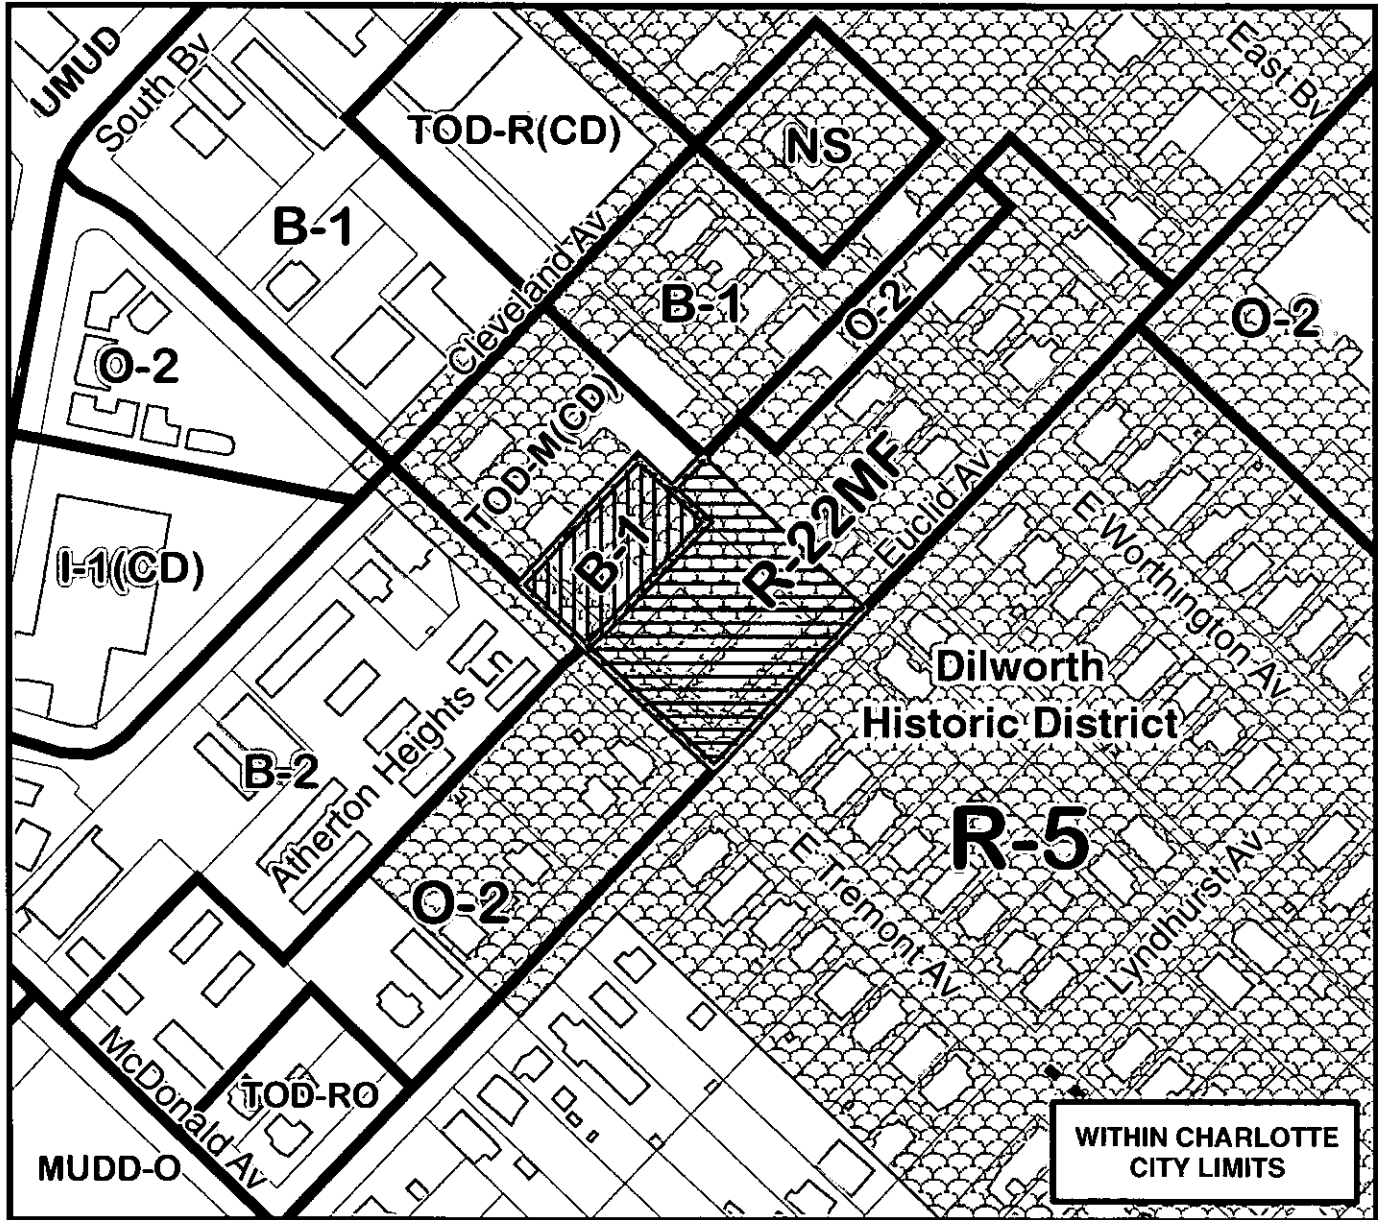 UMUD
South Bv
TOD-R(CD)
NS
East Bv
B-1
Cleveland Av
B-1
O-2
O-2
O-2
TOD-M(CD)
R-22MF
Euclid Av
E Worthington Av
I-1(CD)
B-1
Dilworth
Historic District
Atherton Heights Ln
B-2
R-5
E Tremont Av
Lyndhurst Av
O-2
McDonald Av
TOD-RO
MUDD-O
WITHIN CHARLOTTE
CITY LIMITS